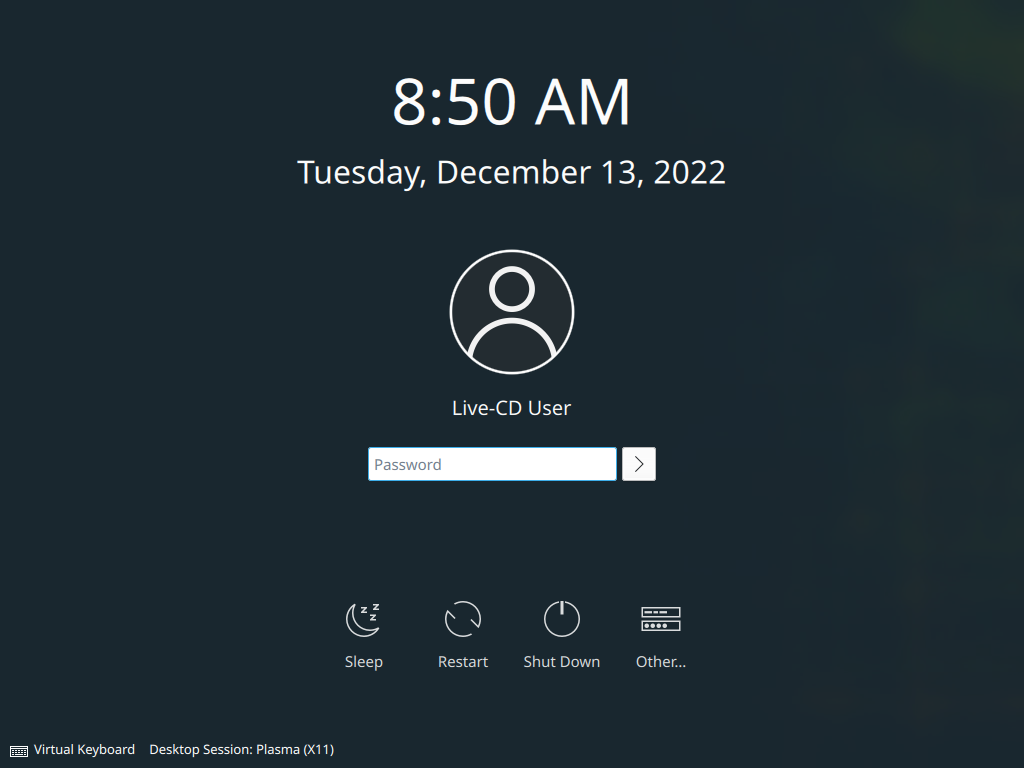 8:50 AM
Tuesday, December 13, 2022
Live-CD User
Password
Sleep Restart Shut Down Other...
Virtual Keyboard Desktop Session: Plasma (X11)